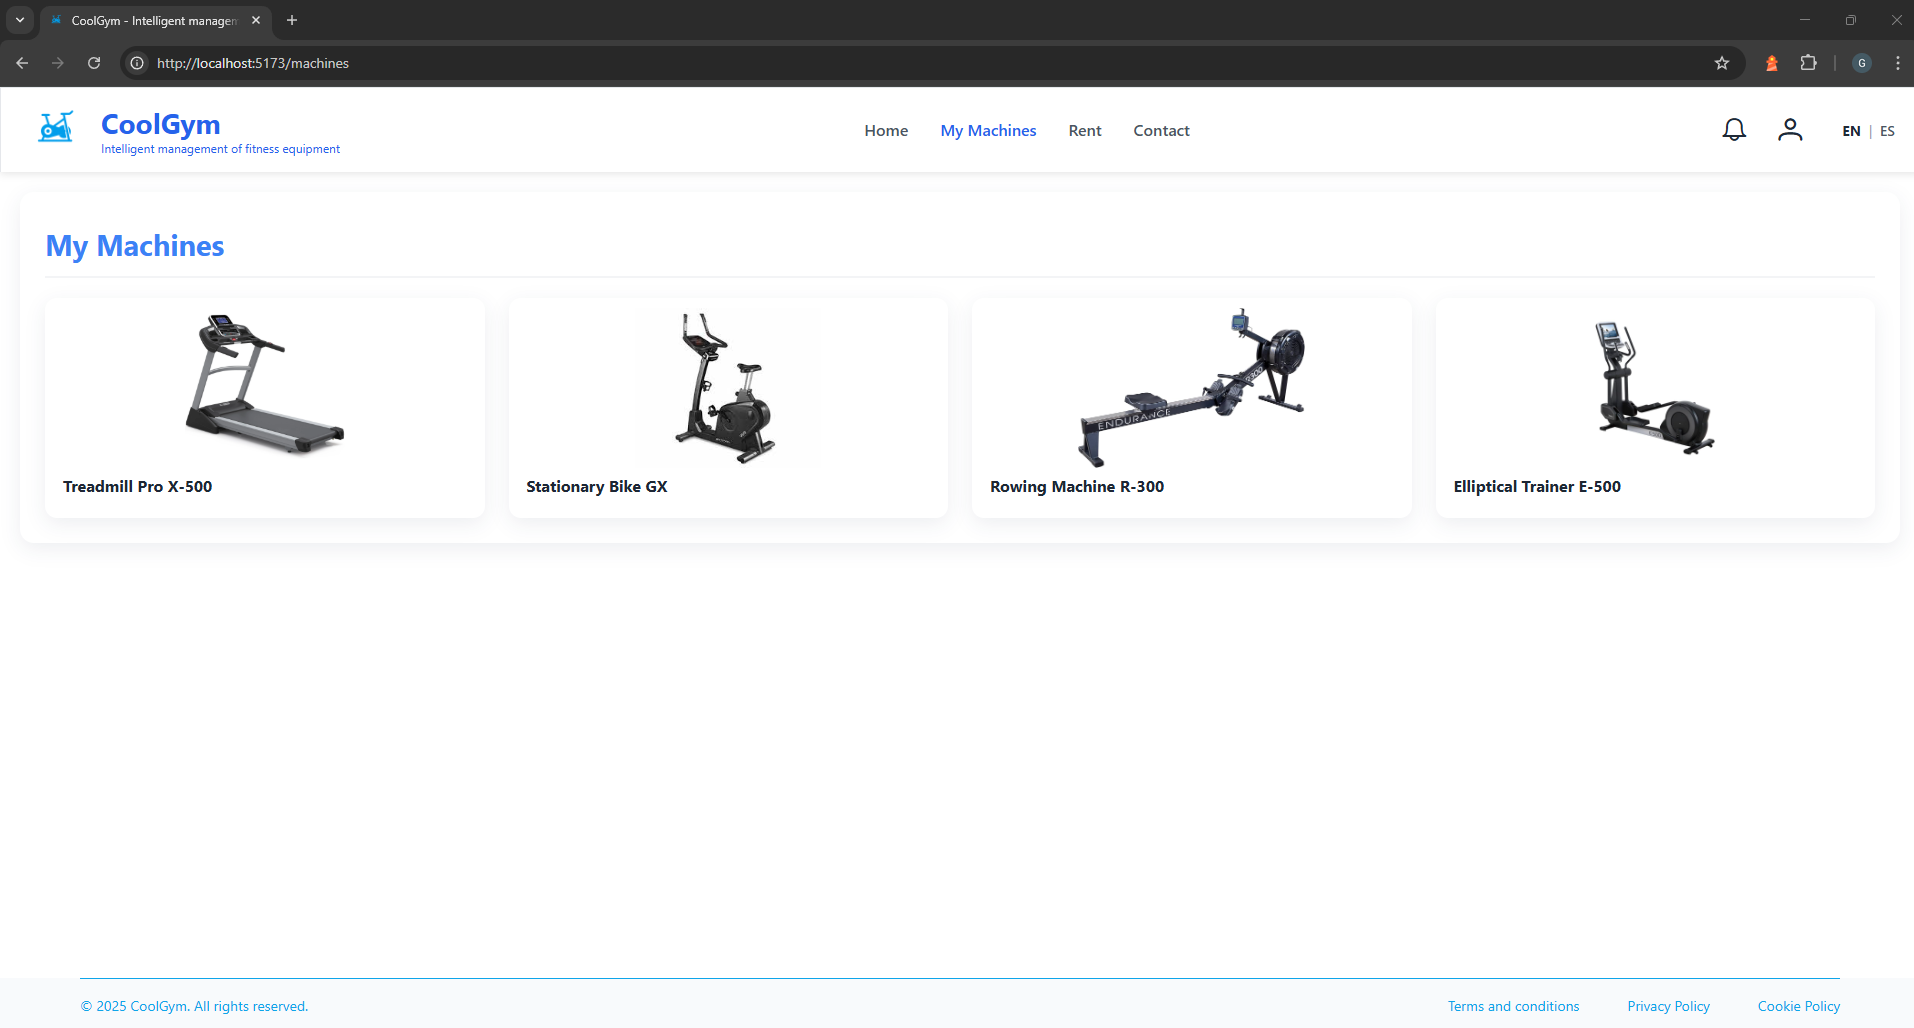 CoolGym - Intelligent managem
http://localhost:5173/machines
G
CoolGym
Intelligent management of fitness equipment
Home
My Machines
Rent
Contact
EN | ES
My Machines
ENDURANCE
R-300
Treadmill Pro X-500
Stationary Bike GX
Rowing Machine R-300
Elliptical Trainer E-500
© 2025 CoolGym. All rights reserved.
Terms and conditions
Privacy Policy
Cookie Policy